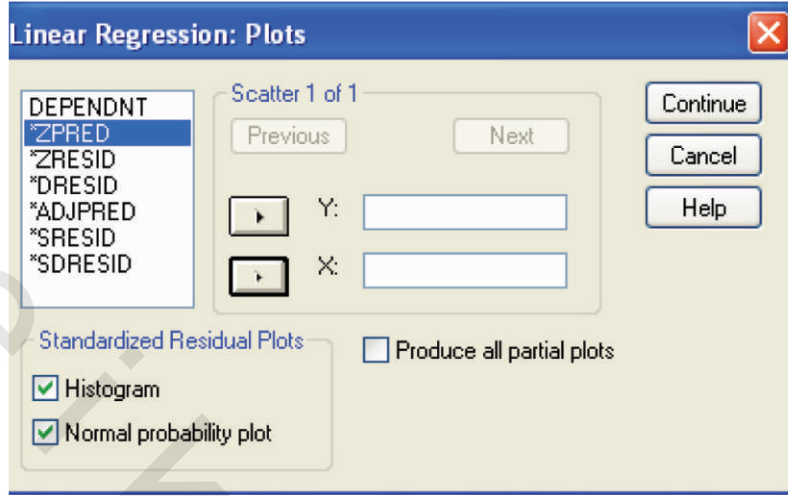 Linear Regression: Plots
DEPENDNT
*ZPRED
*ZRESID
*DRESID
*ADJPRED
*SRESID
*SDRESID
Scatter 1 of 1
Previous
Next
Y:
X:
Continue
Cancel
Help
Standardized Residual Plots
Histogram
Normal probability plot
Produce all partial plots